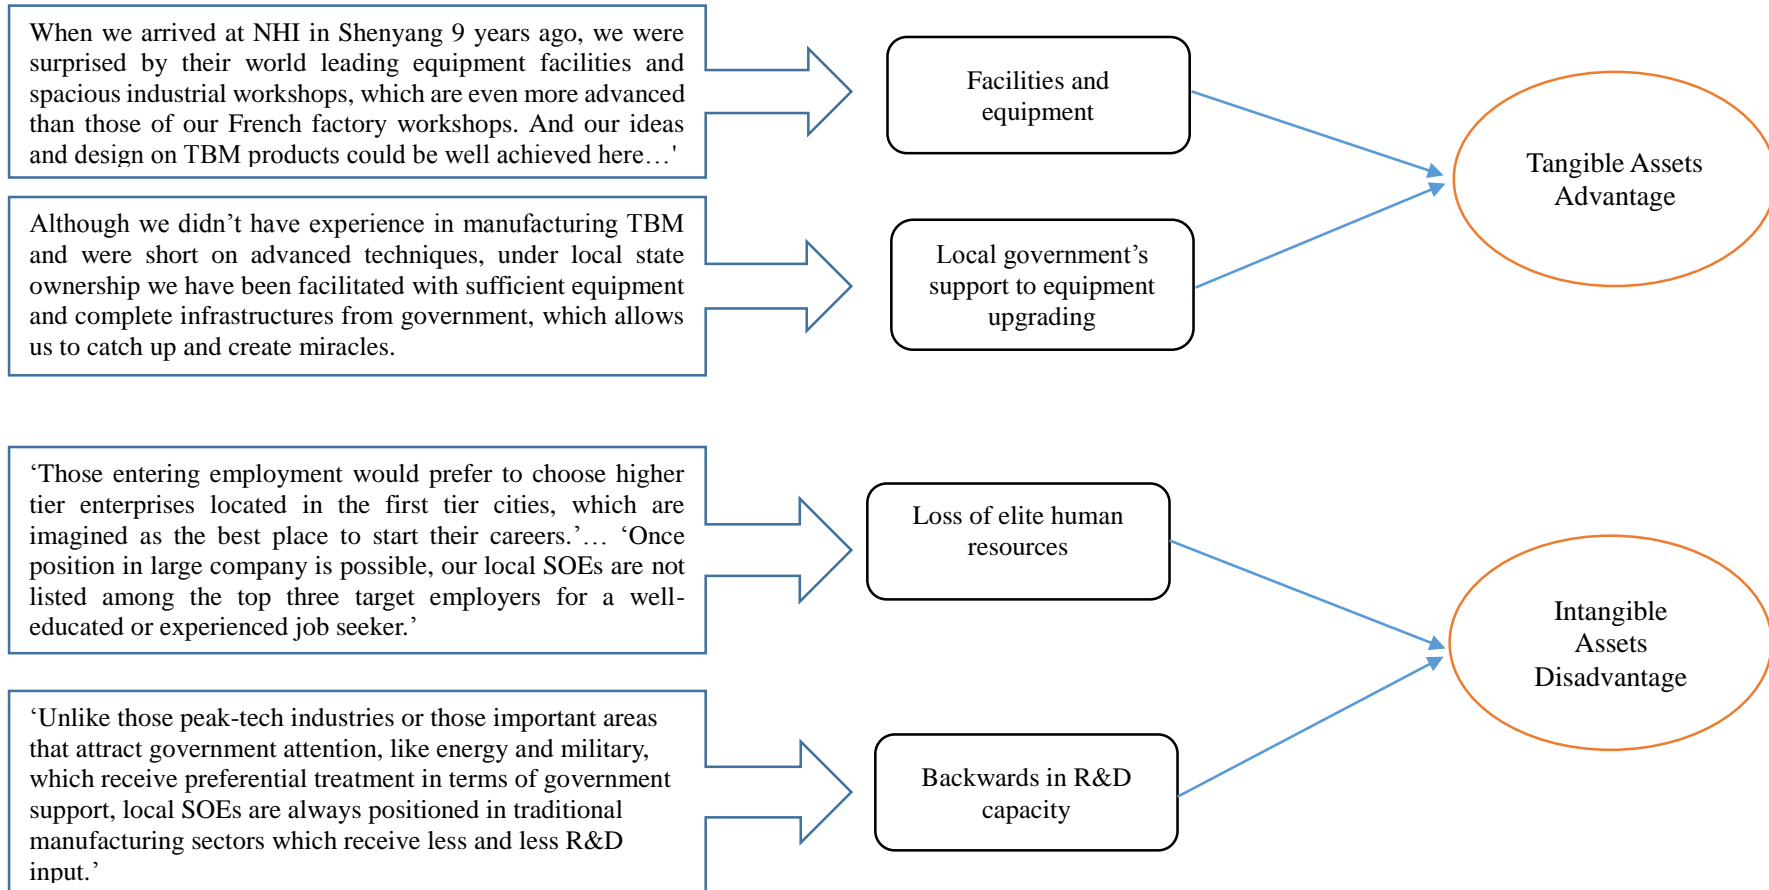 When we arrived at NHI in Shenyang 9 years ago, we were
surprised by their world leading equipment facilities and
spacious industrial workshops, which are even more advanced
than those of our French factory workshops. And our ideas
and design on TBM products could be well achieved here…'
Facilities and
equipment
Tangible Assets
Advantage
Although we didn’t have experience in manufacturing TBM
and were short on advanced techniques, under local state
ownership we have been facilitated with sufficient equipment
and complete infrastructures from government, which allows
us to catch up and create miracles.
Local government’s
support to equipment
upgrading
‘Those entering employment would prefer to choose higher
tier enterprises located in the first tier cities, which are
imagined as the best place to start their careers.’… ‘Once
position in large company is possible, our local SOEs are not
listed among the top three target employers for a well-
educated or experienced job seeker.’
Loss of elite human
resources
Intangible
Assets
Disadvantage
‘Unlike those peak-tech industries or those important areas
that attract government attention, like energy and military,
which receive preferential treatment in terms of government
support, local SOEs are always positioned in traditional
manufacturing sectors which receive less and less R&D
input.’
Backwards in R&D
capacity